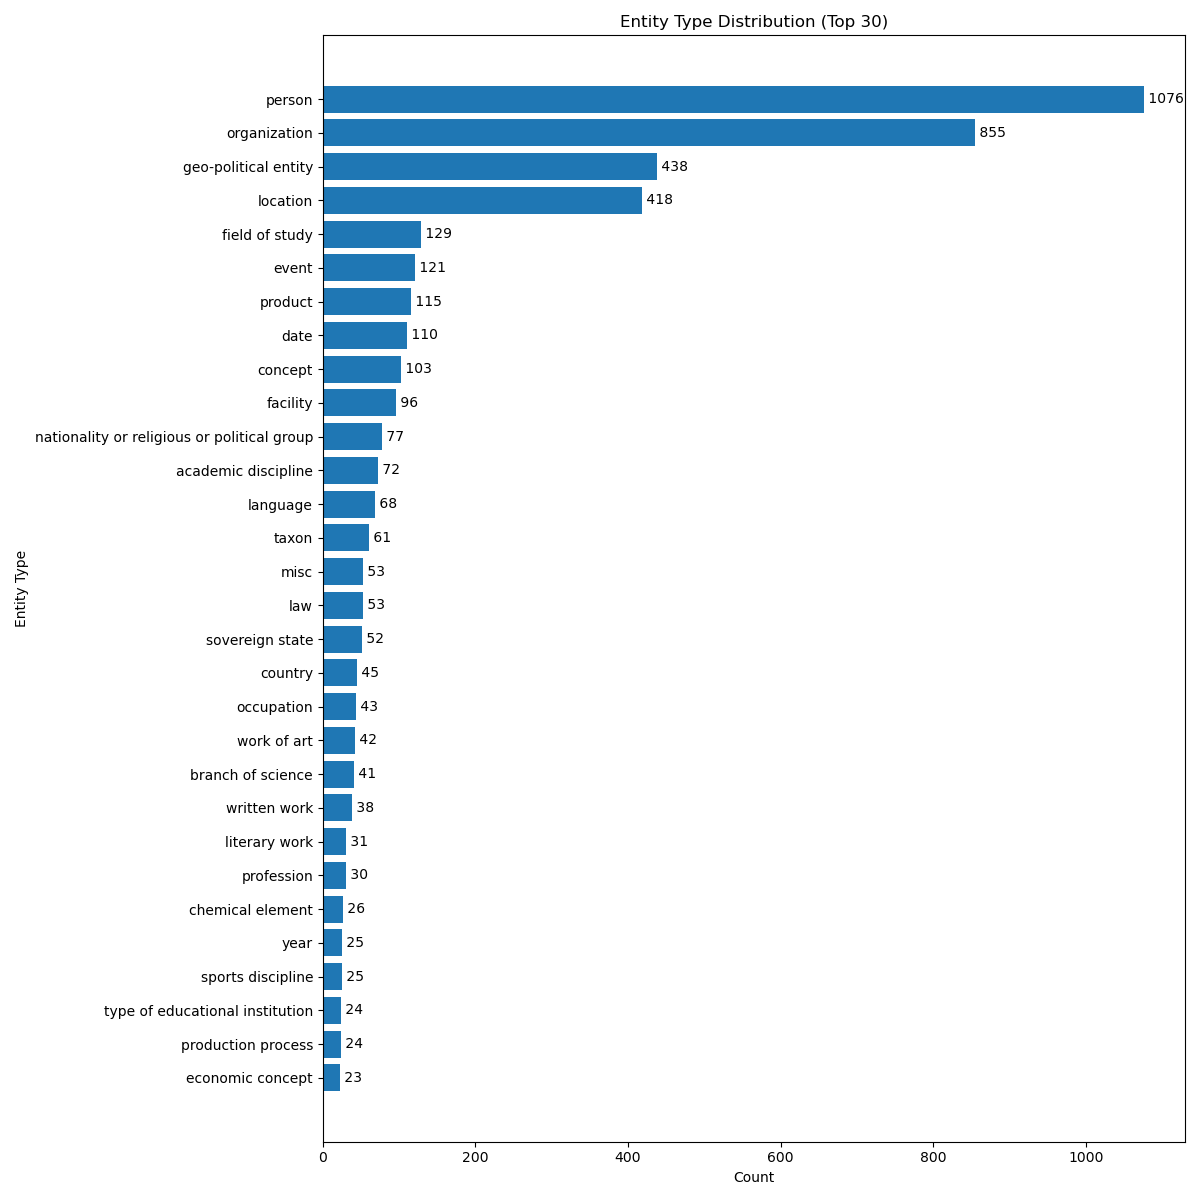 Entity Type Distribution (Top 30)
person 1076
organization 855
geo-political entity 438
location 418
field of study 129
event 121
product 115
date 110
concept 103
facility 96
nationality or religious or political group 77
academic discipline 72
language 68
taxon 61
misc 53
law 53
sovereign state 52
country 45
occupation 43
work of art 42
branch of science 41
written work 38
literary work 31
profession 30
chemical element 26
year 25
sports discipline 25
type of educational institution 24
production process 24
economic concept 23
Entity Type
0 200 400 600 800 1000
Count